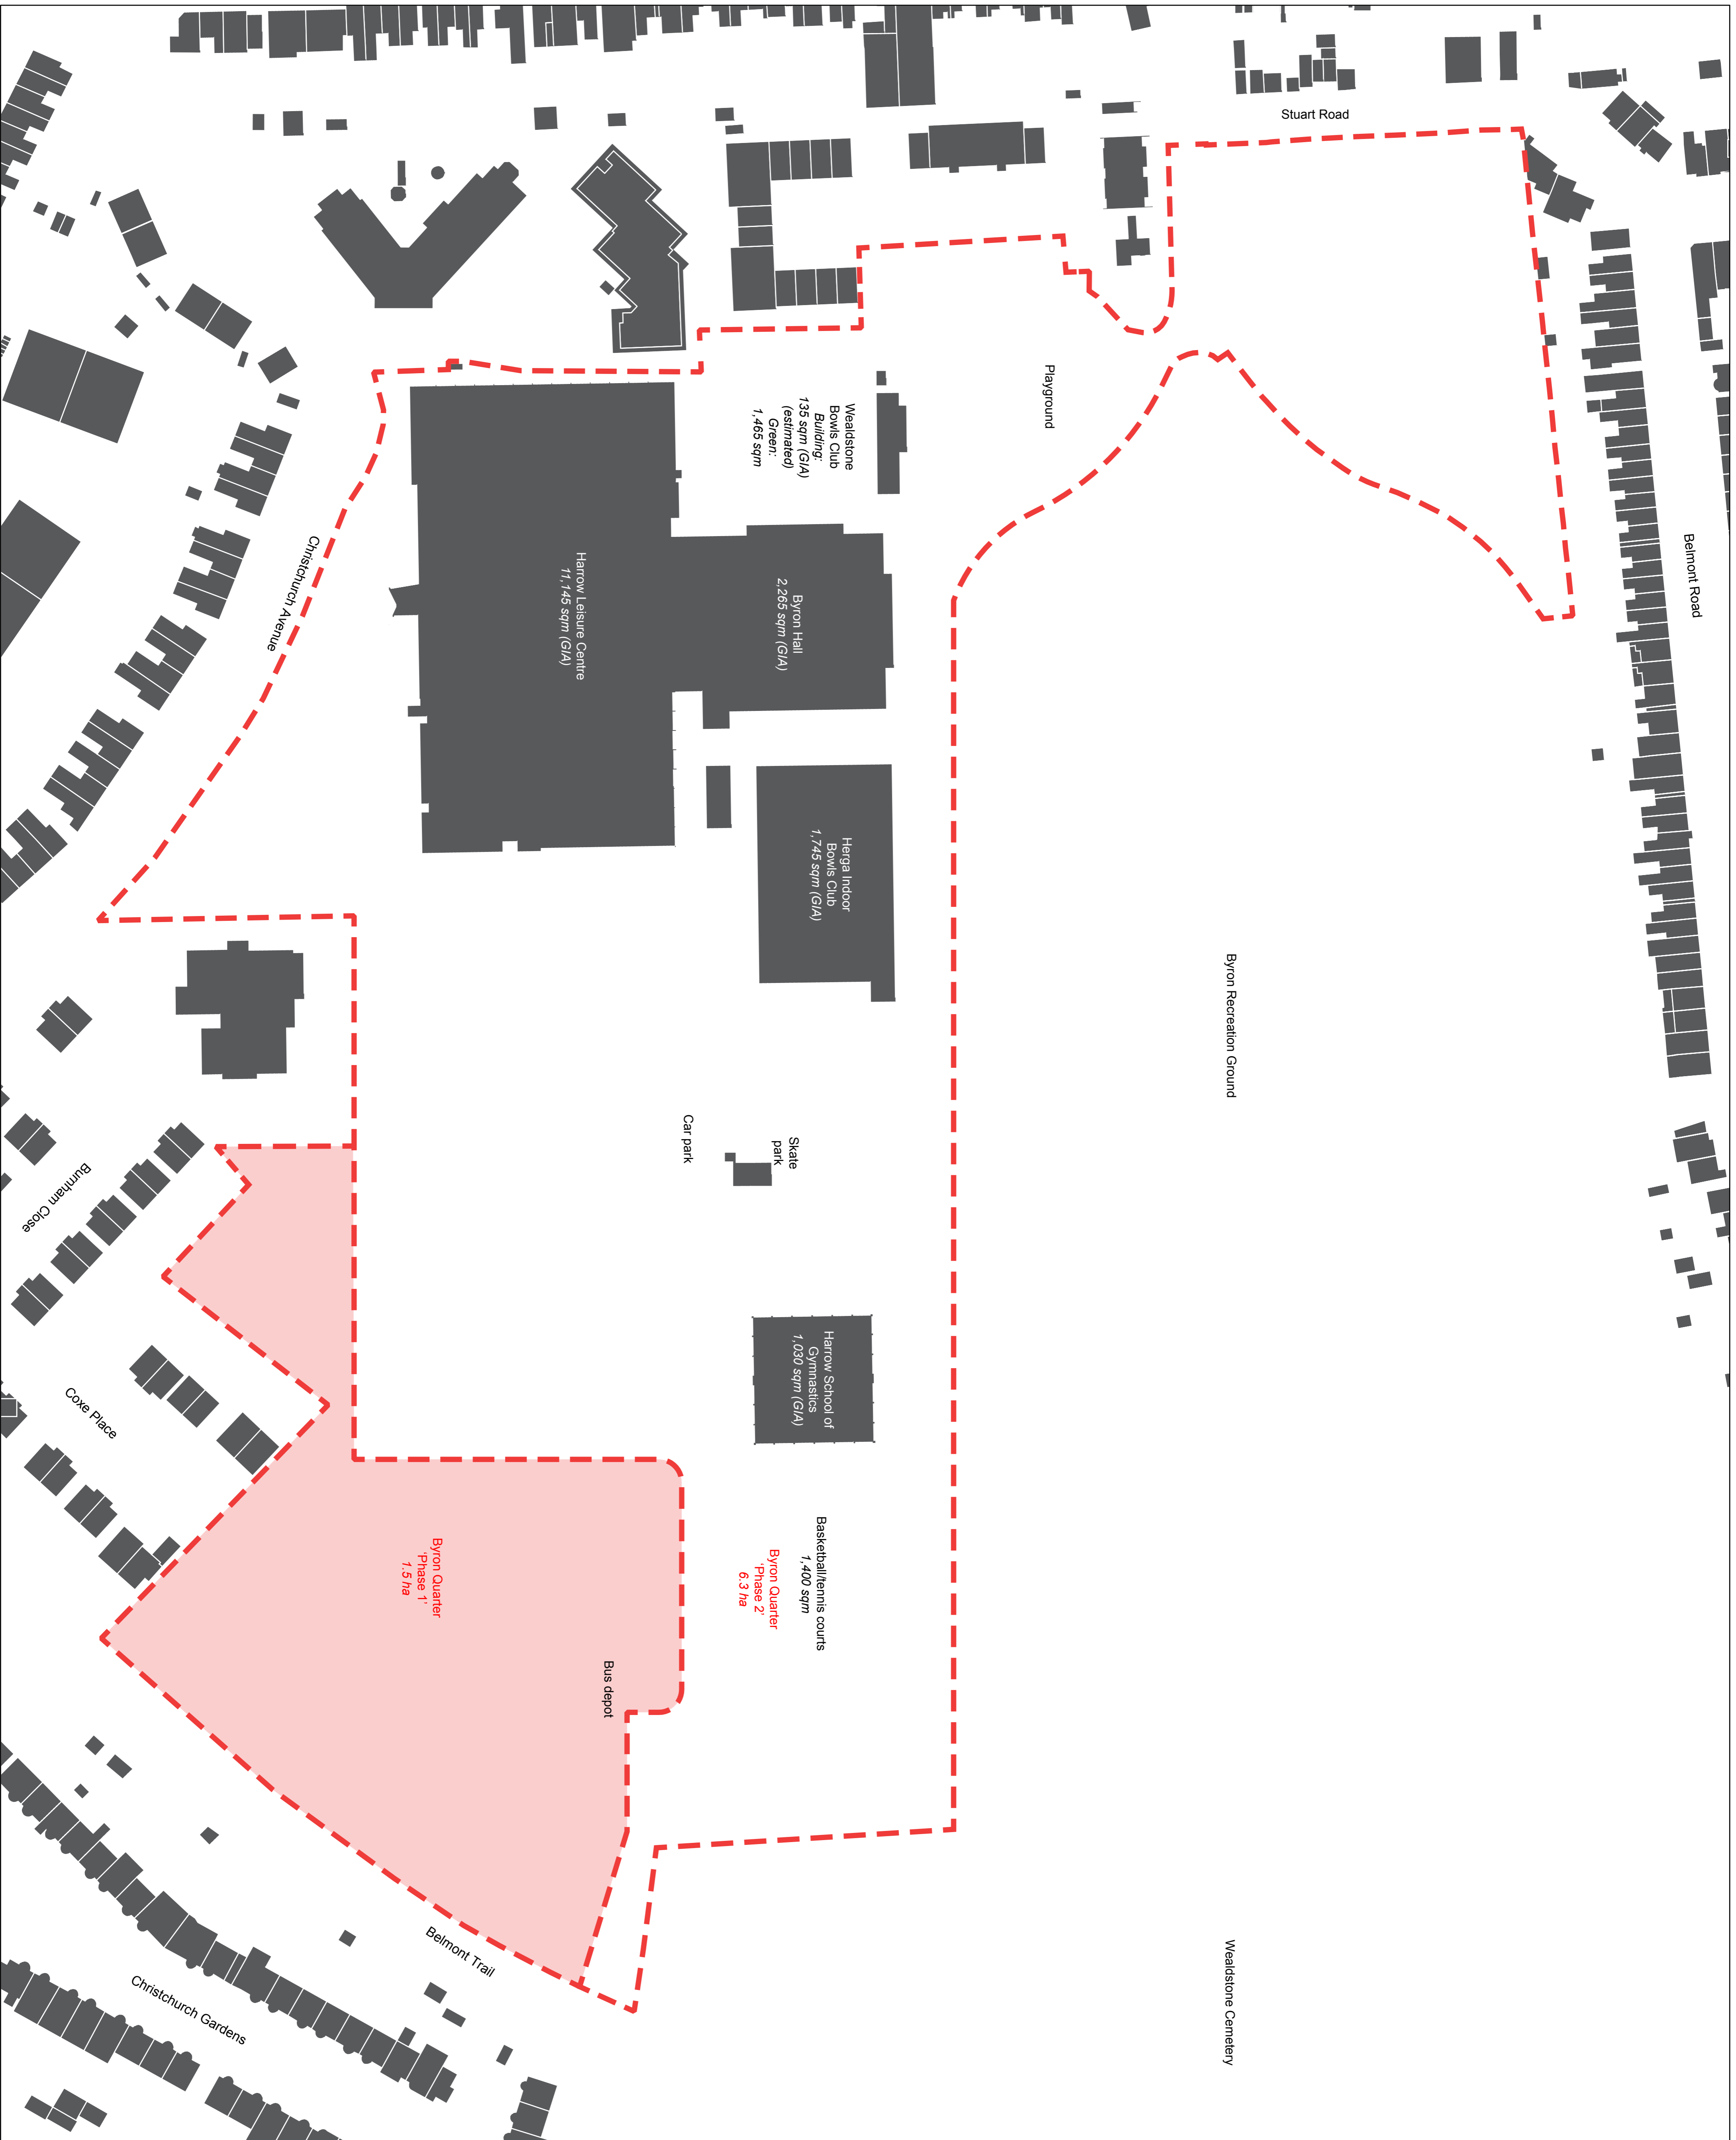 Stuart Road
Belmont Road
Playground
Wealdstone
Bowls Club
Building:
135 sqm (GIA)
(estimated)
Green:
1,465 sqm
Byron Hall
2,265 sqm (GIA)
Harrow Leisure Centre
11,145 sqm (GIA)
Christchurch Avenue
Herga Indoor
Bowls Club
1,745 sqm (GIA)
Byron Recreation Ground
Skate
park
Car park
Burnham Close
Harrow School of
Gymnastics
1,030 sqm (GIA)
Coxe Place
Basketball/tennis courts
1,400 sqm
Byron Quarter
'Phase 2'
6.3 ha
Byron Quarter
'Phase 1'
1.5 ha
Bus depot
Belmont Trail
Christchurch Gardens
Wealdstone Cemetery